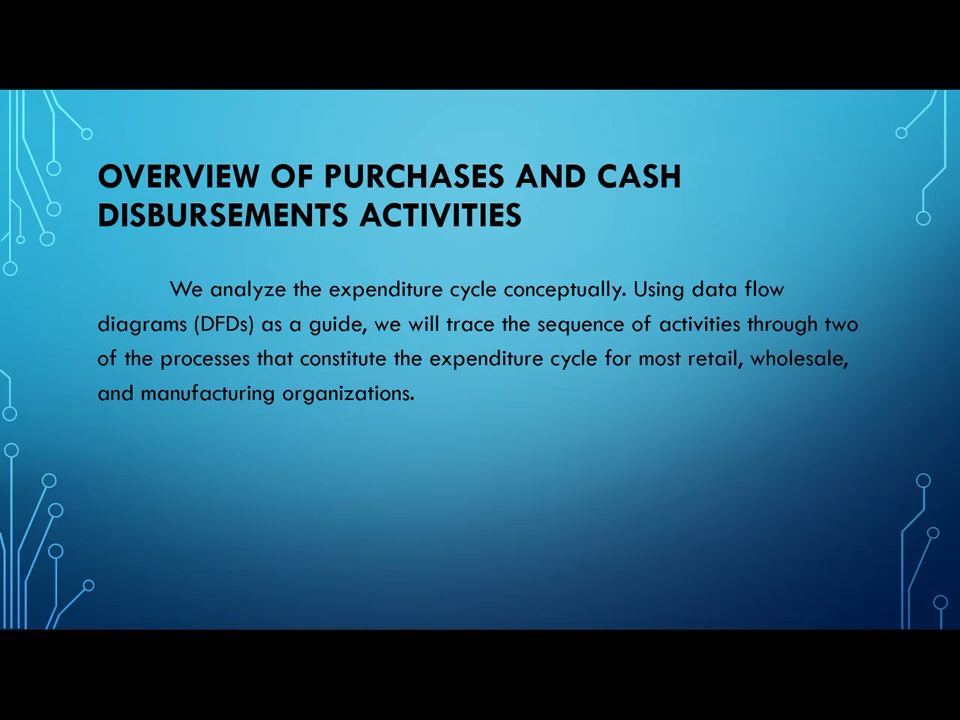 OVERVIEW OF PURCHASES AND CASH
DISBURSEMENTS ACTIVITIES
We analyze the expenditure cycle conceptually. Using data flow
diagrams (DFDs) as a guide, we will trace the sequence of activities through two
of the processes that constitute the expenditure cycle for most retail, wholesale,
and manufacturing organizations.